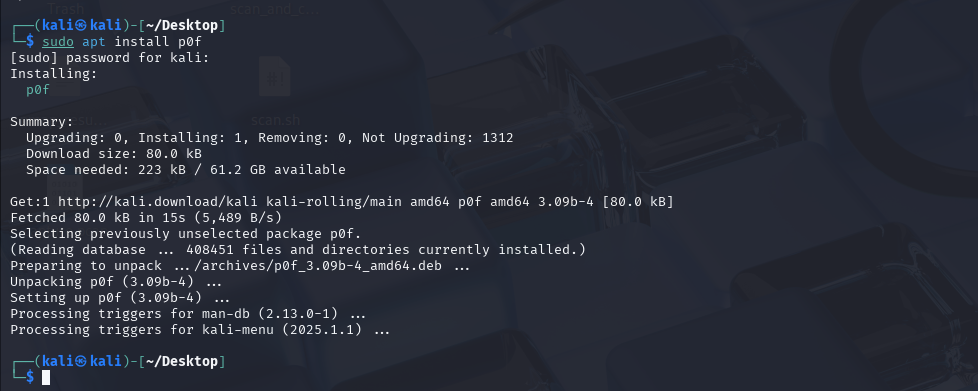 Trash
scan_and_c...
┌──(kali㉿kali)-[~/Desktop]
└─$ sudo apt install p0f
[sudo] password for kali:
Installing:
  p0f
scan.sh
Summary:
  Upgrading: 0, Installing: 1, Removing: 0, Not Upgrading: 1312
  Download size: 80.0 kB
  Space needed: 223 kB / 61.2 GB available
Get:1 http://kali.download/kali kali-rolling/main amd64 p0f amd64 3.09b-4 [80.0 kB]
Fetched 80.0 kB in 15s (5,489 B/s)
Selecting previously unselected package p0f.
(Reading database ... 408451 files and directories currently installed.)
Preparing to unpack .../archives/p0f_3.09b-4_amd64.deb ...
Unpacking p0f (3.09b-4) ...
Setting up p0f (3.09b-4) ...
Processing triggers for man-db (2.13.0-1) ...
Processing triggers for kali-menu (2025.1.1) ...
┌──(kali㉿kali)-[~/Desktop]
└─$